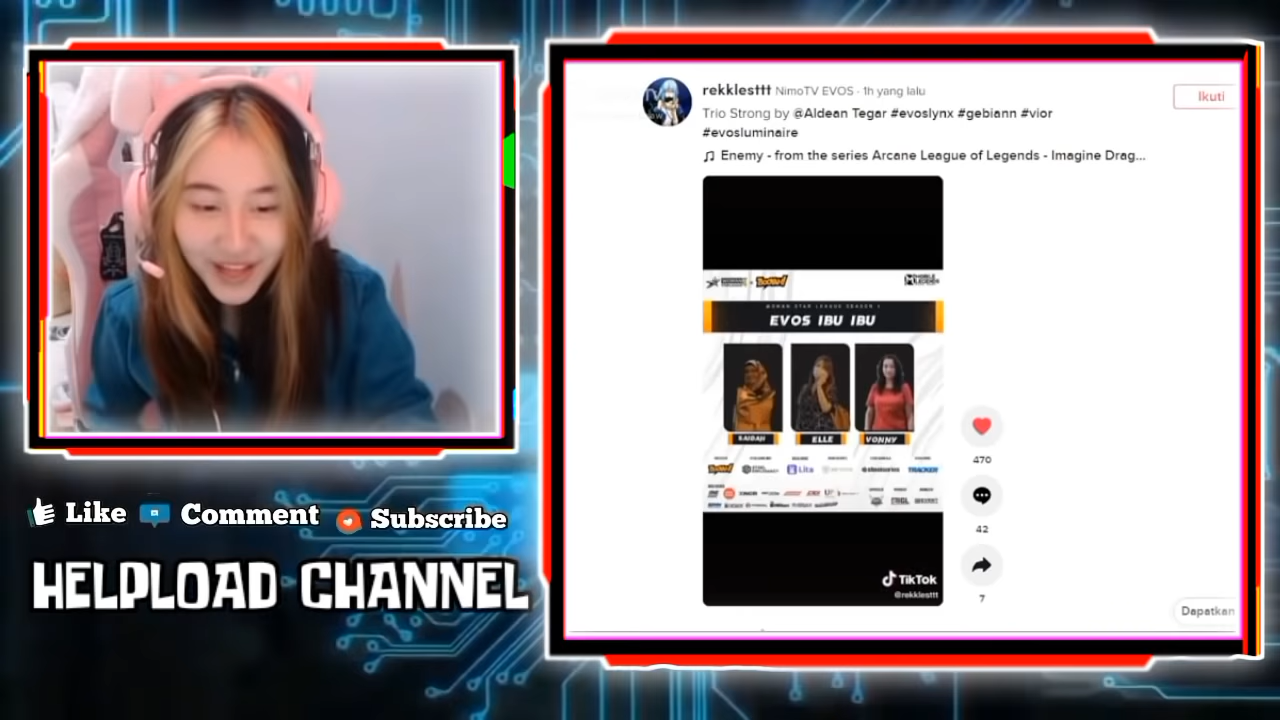 rekklesttt NimoTV EVOS · 1h yang lalu
Ikuti
Trio Strong by @Aldean Tegar #evoslynx #gebiann #vior
#evosluminaire
Enemy - from the series Arcane League of Legends - Imagine Drag...
EVOS IBU IBU
SAIDAH ELLE VONNY
Lita
steelseries
TRACKER
470
42
7
TikTok
@rekklesttt
Dapatkan
Like Comment Subscribe
HELPLOAD CHANNEL